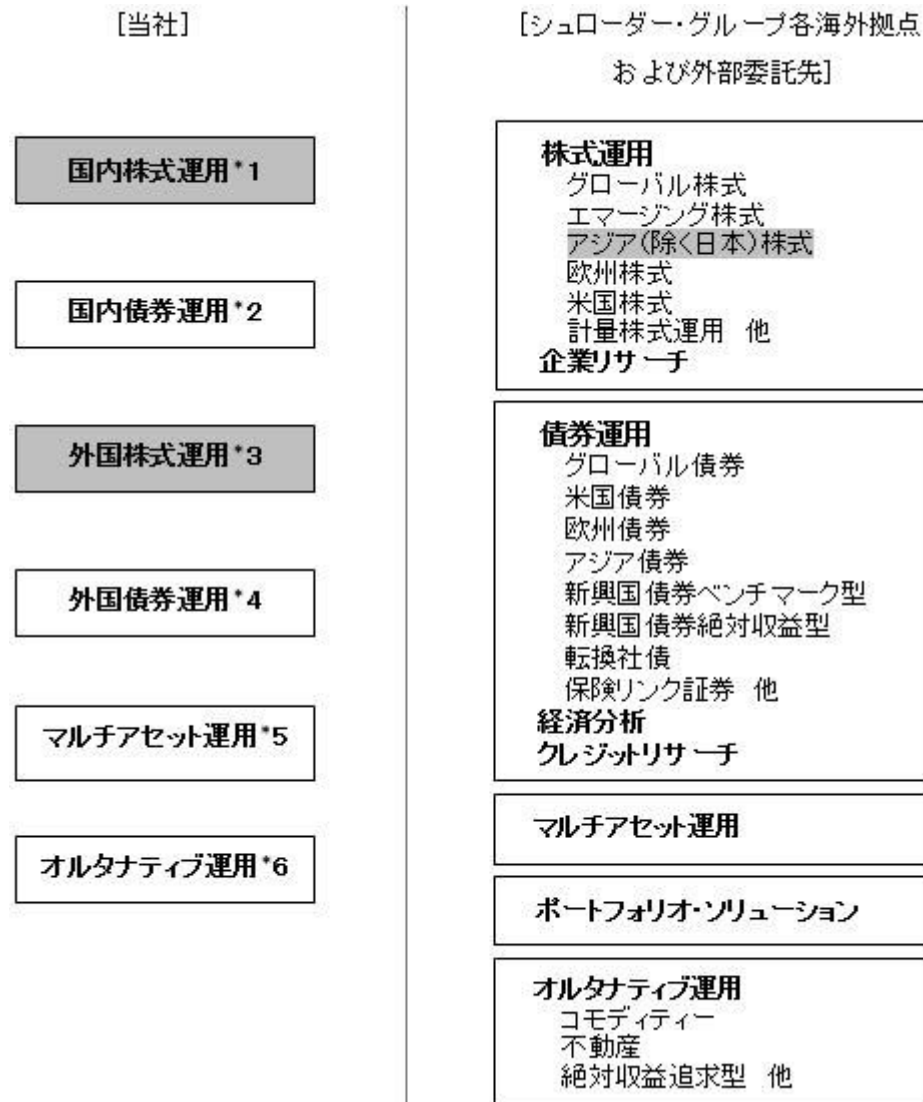 [当社]
国内株式運用*1
国内債券運用*2
外国株式運用*3
外国債券運用*4
マルチアセット運用*5
オルタナティブ運用*6
[シュローダー・グループ各海外拠点
および外部委託先]
株式運用
グローバル株式
エマージング株式
アジア(除く日本)株式
欧州株式
米国株式
計量株式運用 他
企業リサーチ
債券運用
グローバル債券
米国債券
欧州債券
アジア債券
新興国債券ベンチマーク型
新興国債券絶対収益型
転換社債
保険リンク証券 他
経済分析
クレジットリサーチ
マルチアセット運用
ポートフォリオ・ソリューション
オルタナティブ運用
コモディティー
不動産
絶対収益追求型 他